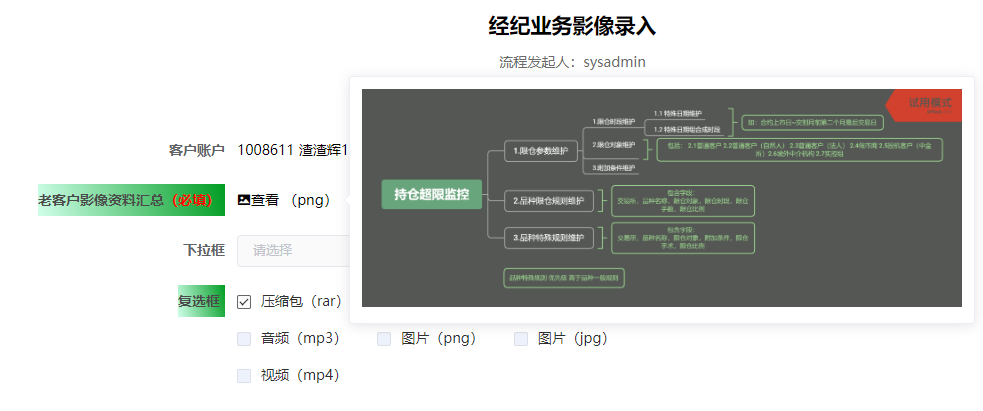 经纪业务影像录入
流程发起人：sysadmin
客户账户 1008611 渣渣辉1
老客户影像资料汇总（必填） 查看 （png）
下拉框 请选择
复选框 压缩包（rar）
音频（mp3） 图片（png） 图片（jpg）
视频（mp4）
试用模式
持仓超限监控
1.限仓参数维护
1.限仓时段维护
1.1 特殊日期维护
1.2 特殊日期组合成时段
如：合约上市日~交割月前第二个月最后交易日
2.限仓对象维护
包括： 2.1普通客户 2.2普通客户（自然人） 2.3普通客户（法人） 2.4做市商 2.5投机客户（中金
所）2.6境外中介机构 2.7实控组
3.附加条件维护
2.品种限仓规则维护
包含字段：
交易所、品种名称、限仓对象、限仓时段、限仓
手数、限仓比例
3.品种特殊规则维护
包含字段：
交易所、品种名称、限仓对象、附加条件、限仓
手术、限仓比例
品种特殊规则 优先级 高于品种一般规则